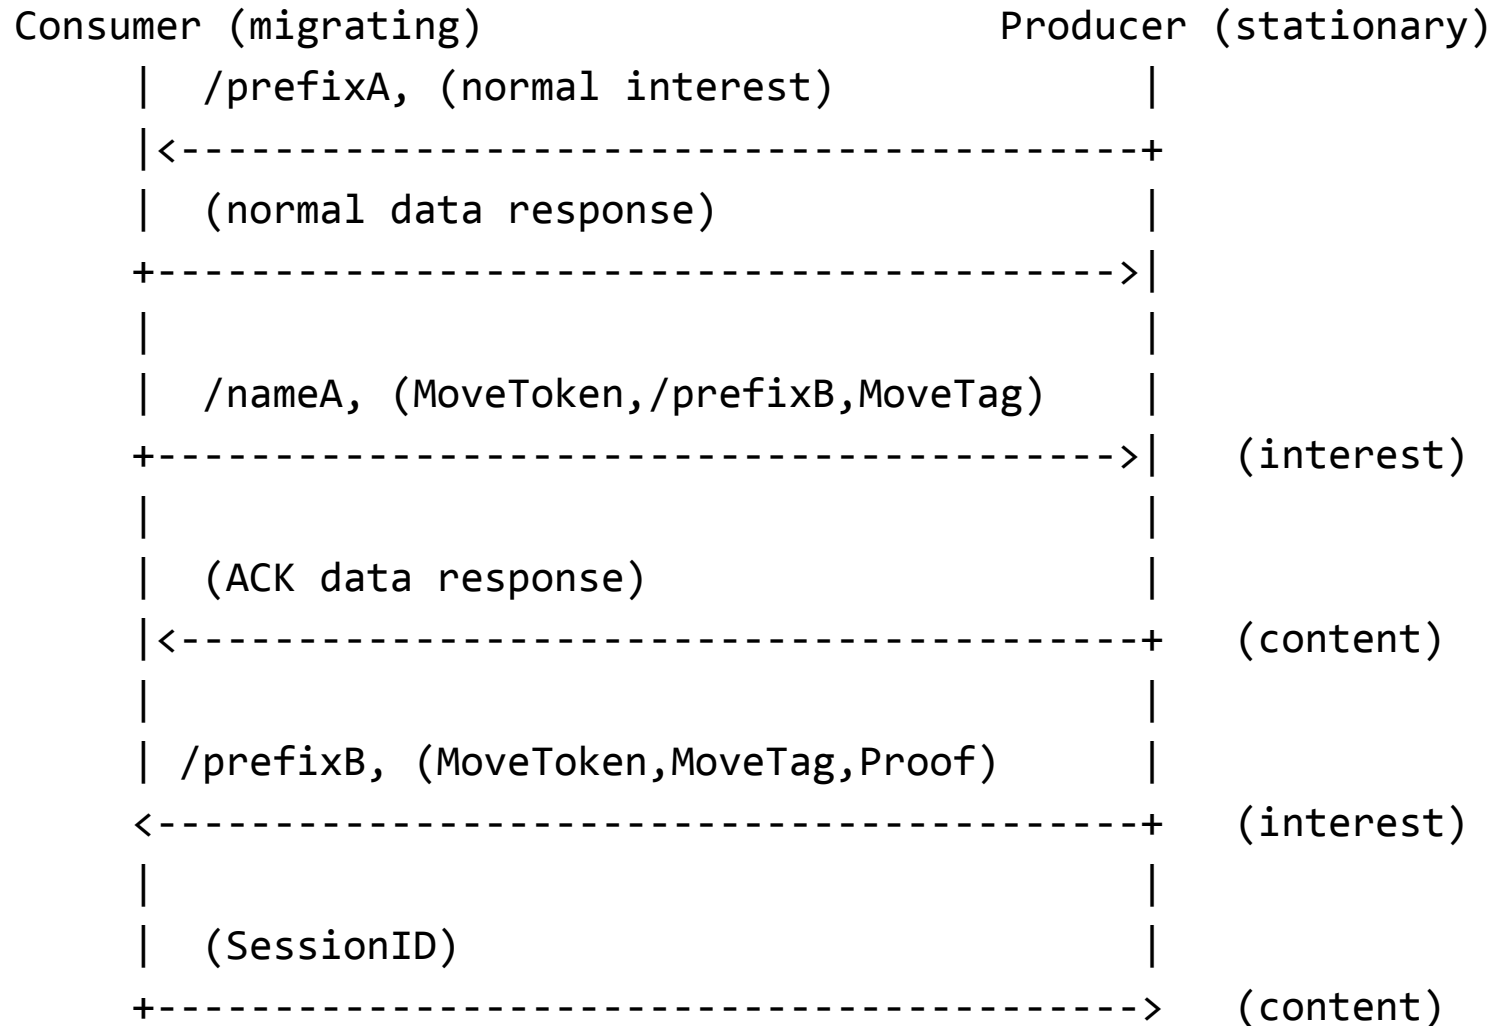 Consumer (migrating) Producer (stationary)
| /prefixA, (normal interest) |
|<-----------------------------------------+
| (normal data response) |
+----------------------------------------->|
| |
| /nameA, (MoveToken,/prefixB,MoveTag) |
+----------------------------------------->| (interest)
| |
| (ACK data response) |
|<-----------------------------------------+ (content)
| |
| /prefixB, (MoveToken,MoveTag,Proof) |
<------------------------------------------+ (interest)
| |
| (SessionID) |
+------------------------------------------> (content)